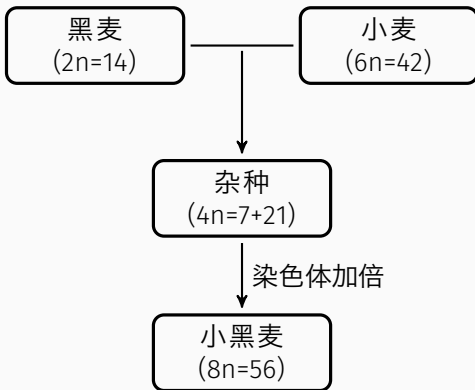 黑麦
(2n=14)
小麦
(6n=42)
杂种
(4n=7+21)
染色体加倍
小黑麦
(8n=56)